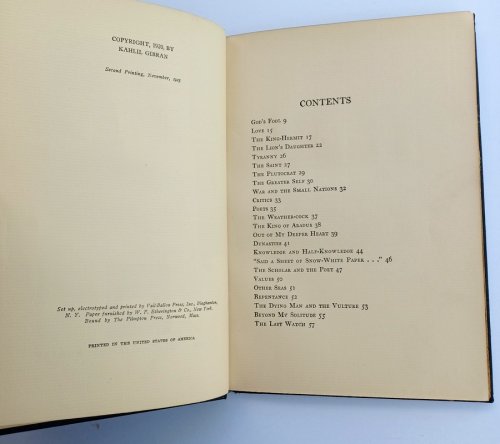 COPYRIGHT, 1920, BY
KAHLIL GIBRAN
Second Printing, November,
Set up, electrotyped and printed by Vail-Ballou Press, Inc., Binghamton,
N. Y. Paper furnished by W. F. Etherington & Co., New York.
Bound by The Plimpton Press, Norwood, Mass.
PRINTED IN THE UNITED STATES OF AMERICA
CONTENTS
GOD'S FOOL 9
LOVE 15
THE KING-HERMIT 17
THE LION'S DAUGHTER 22
TYRANNY 26
THE SAINT 27
THE PLUTOCRAT 29
THE GREATER SELF 30
WAR AND THE SMALL NATIONS 32
CRITICS 33
POETS 35
THE WEATHER-COCK 37
THE KING OF ARADUS 38
OUT OF MY DEEPER HEART 39
DYNASTIES 41
KNOWLEDGE AND HALF-KNOWLEDGE 44
"SAID A SHEET OF SNOW-WHITE PAPER . . ." 46
THE SCHOLAR AND THE POET 47
VALUES 50
OTHER SEAS 51
REPENTANCE 52
THE DYING MAN AND THE VULTURE 53
BEYOND MY SOLITUDE 55
THE LAST WATCH 57